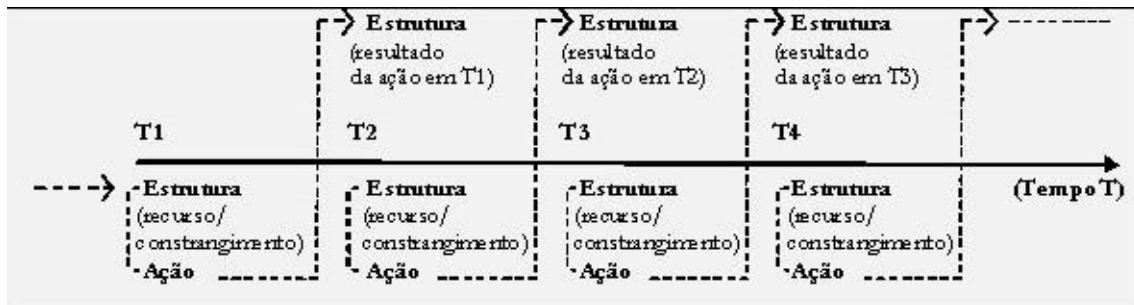 Estrutura
(resultado
da ação em T1)
Estrutura
(resultado
da ação em T2)
Estrutura
(resultado
da ação em T3)
T1
T2
T3
T4
Estrutura
(recurso/
constrangimento)
Ação
Estrutura
(recurso/
constrangimento)
Ação
Estrutura
(recurso/
constrangimento)
Ação
Estrutura
(recurso/
constrangimento)
Ação
(Tempo T)